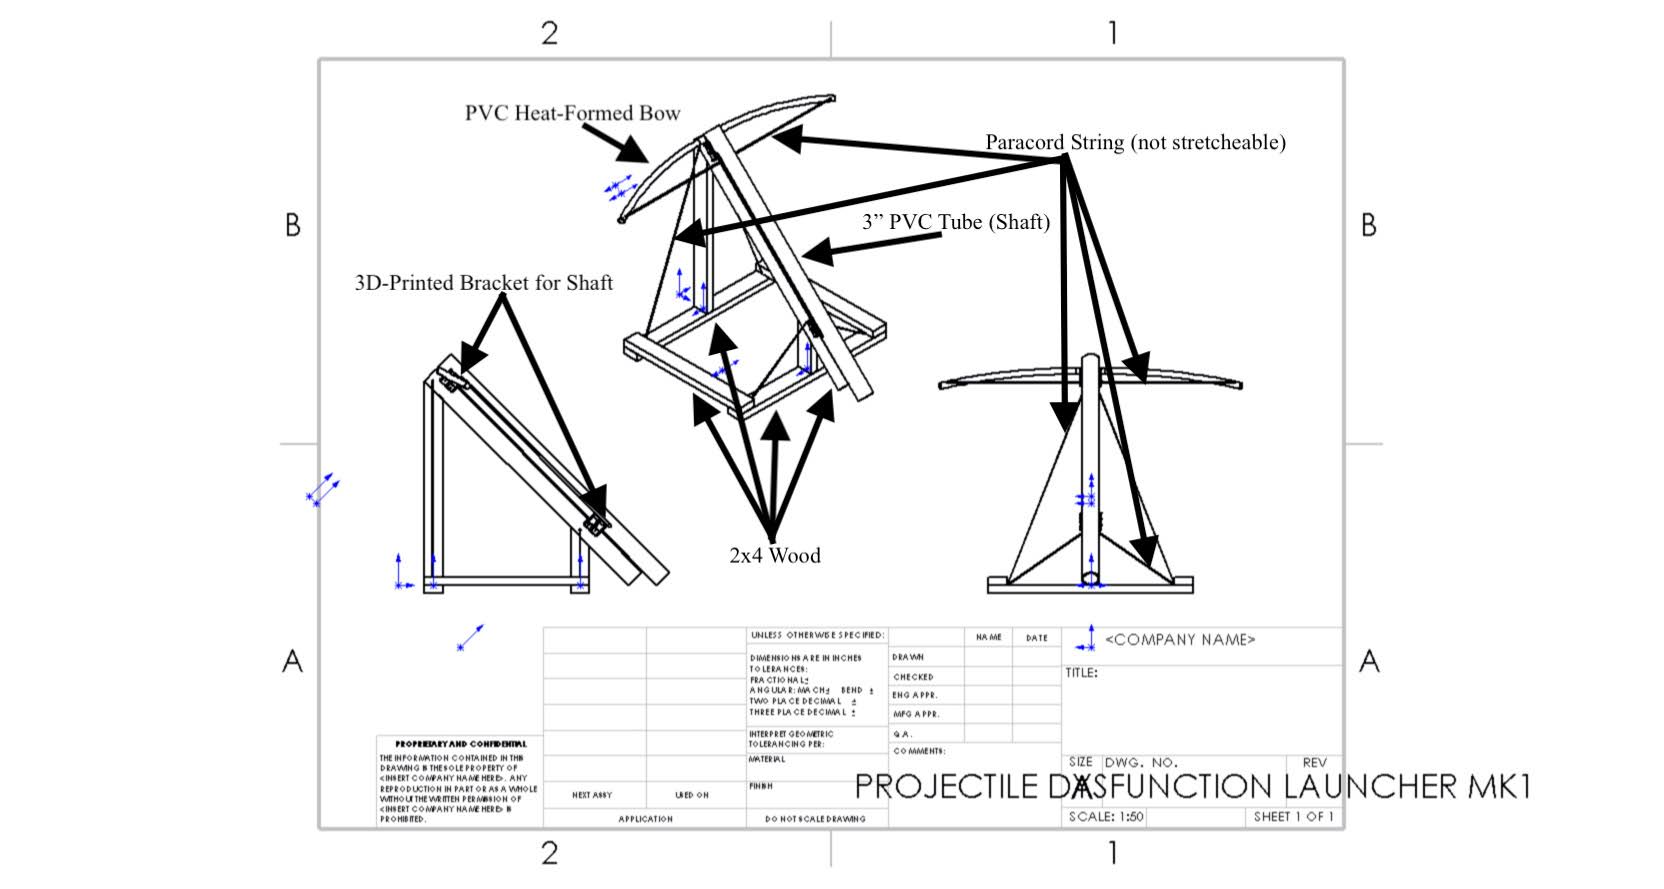 2
1
PVC Heat-Formed Bow
Paracord String (not stretcheable)
B
3” PVC Tube (Shaft)
B
3D-Printed Bracket for Shaft
2x4 Wood
A
A
UNLESS OTHERWISE SPECIFIED:
DIMENSIONS ARE IN INCHES
TOLERANCES:
FRACTIONAL±
ANGULAR: MACH± BEND ±
TWO PLACE DECIMAL ±
THREE PLACE DECIMAL ±
INTERPRET GEOMETRIC
TOLERANCING PER:
MATERIAL
FINISH
DO NOT SCALE DRAWING
NAME DATE
DRAWN
CHECKED
ENG APPR.
MFG APPR.
Q.A.
COMMENTS:
<COMPANY NAME>
TITLE:
SIZE DWG. NO. REV
A
PROJECTILE DYSFUNCTION LAUNCHER MK1
SCALE: 1:50
SHEET 1 OF 1
PROPRIETARY AND CONFIDENTIAL
THE INFORMATION CONTAINED IN THIS
DRAWING IS THE SOLE PROPERTY OF
<INSERT COMPANY NAME HERE>. ANY
REPRODUCTION IN PART OR AS A WHOLE
WITHOUT THE WRITTEN PERMISSION OF
<INSERT COMPANY NAME HERE> IS
PROHIBITED.
NEXT ASSY USED ON
APPLICATION
2
1